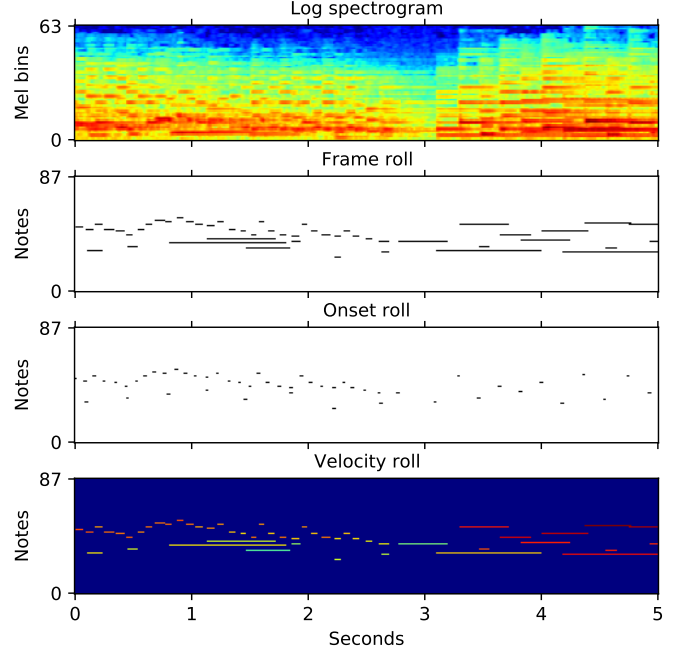 Log spectrogram
63
Mel bins
0
Frame roll
87
Notes
0
Onset roll
87
Notes
0
Velocity roll
87
Notes
0
0 1 2 3 4 5
Seconds